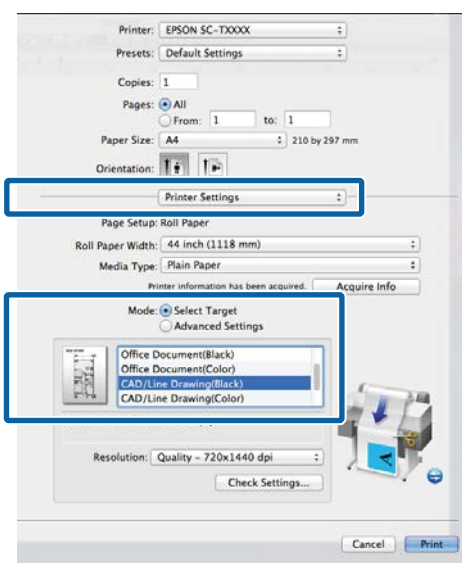 Printer: EPSON SC-TXXXX
Presets: Default Settings
Copies: 1
Pages: All
From: 1 to: 1
Paper Size: A4 210 by 297 mm
Orientation:
Printer Settings
Page Setup: Roll Paper
Roll Paper Width: 44 inch (1118 mm)
Media Type: Plain Paper
Printer information has been acquired. Acquire Info
Mode: Select Target
Advanced Settings
Office Document(Black)
Office Document(Color)
CAD/Line Drawing(Black)
CAD/Line Drawing(Color)
Resolution: Quality - 720x1440 dpi
Check Settings...
Cancel Print